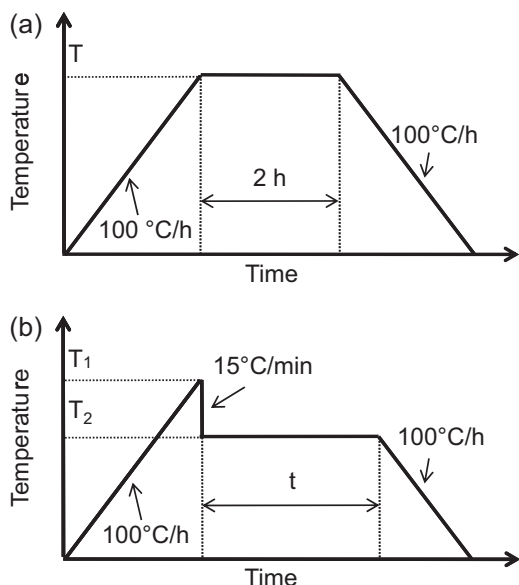 (a)
T
Temperature
100 °C/h
2 h
100°C/h
Time
(b)
T₁
15°C/min
T₂
Temperature
100°C/h
t
100°C/h
Time